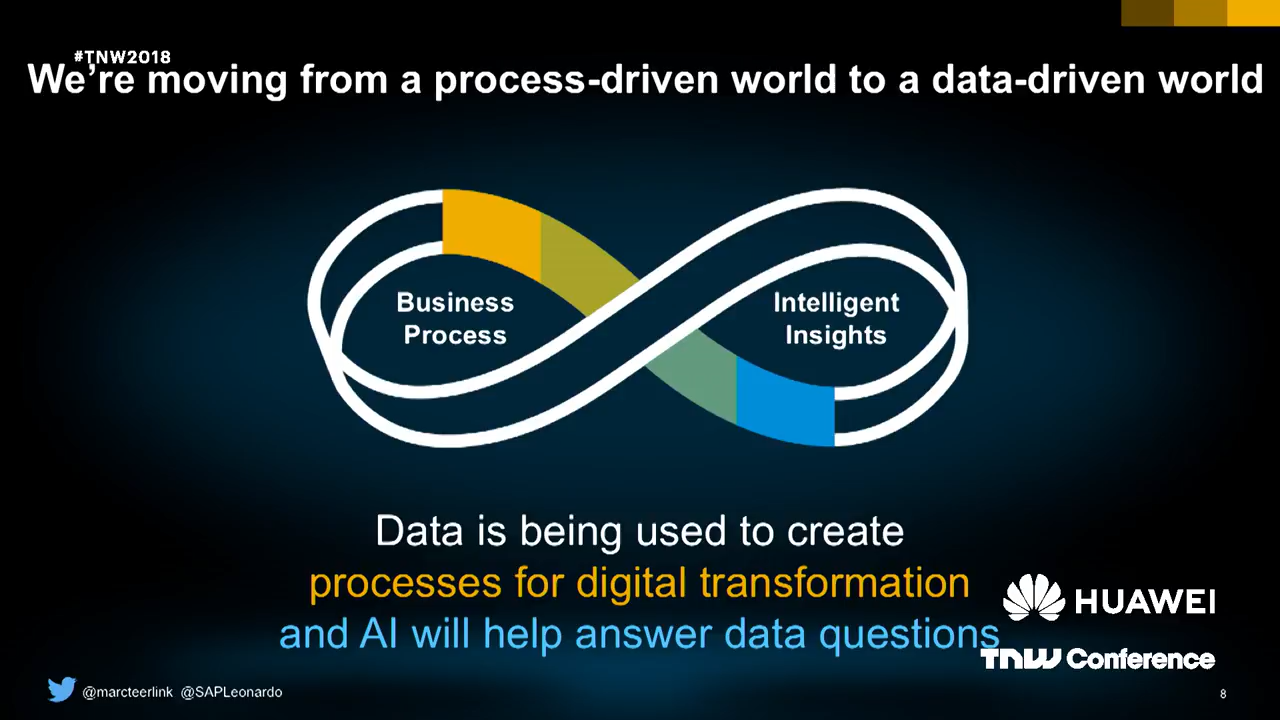 #TNW2018
We're moving from a process-driven world to a data-driven world
Business
Process
Intelligent
Insights
Data is being used to create
processes for digital transformation
and AI will help answer data questions
HUAWEI
TNW Conference
@marcteerlink @SAPLeonardo
8